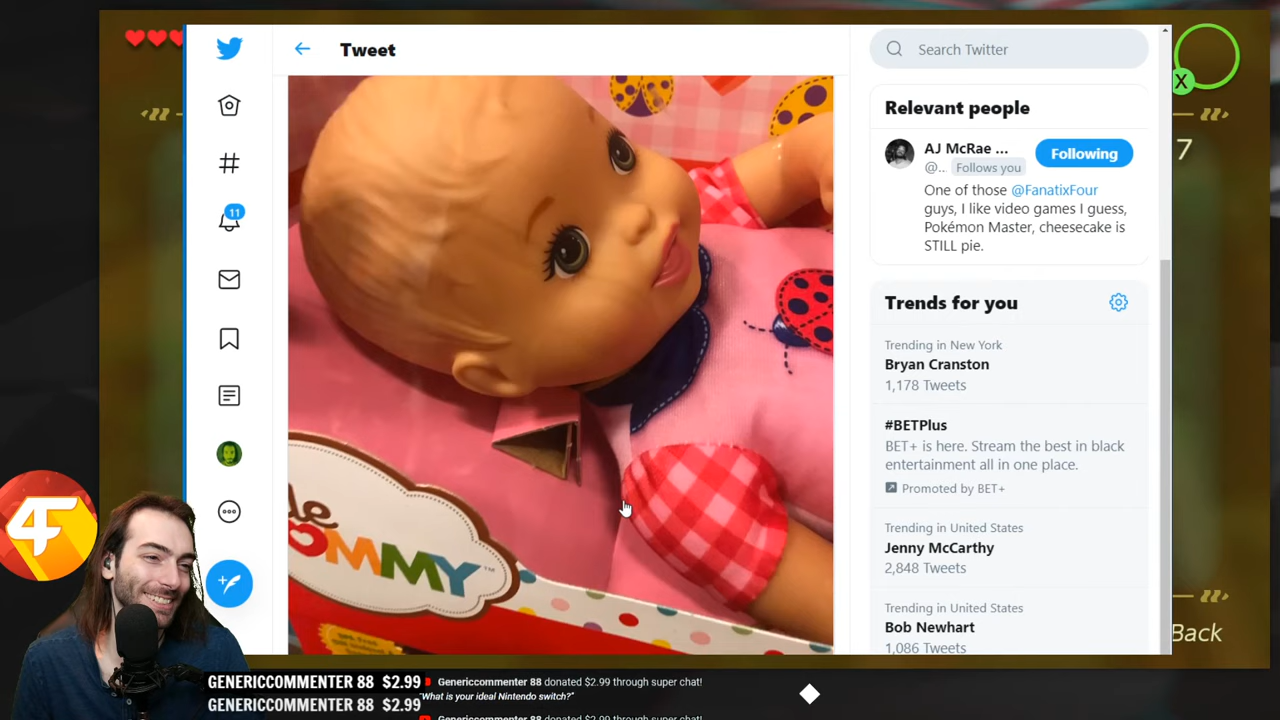 Tweet
Search Twitter
11
X
7
Relevant people
AJ McRae ...
@... Follows you
Following
One of those @FanatixFour
guys, I like video games I guess,
Pokémon Master, cheesecake is
STILL pie.
Trends for you
Trending in New York
Bryan Cranston
1,178 Tweets
#BETPlus
BET+ is here. Stream the best in black
entertainment all in one place.
Promoted by BET+
Trending in United States
Jenny McCarthy
2,848 Tweets
Trending in United States
Bob Newhart
1,086 Tweets
Back
MOMMY™
4F
GENERICCOMMENTER 88 $2.99
GENERICCOMMENTER 88 $2.99
Genericcommenter 88 donated $2.99 through super chat!
"What is your ideal Nintendo switch?"
Genericcommenter 88 donated $2.99 through super chat!